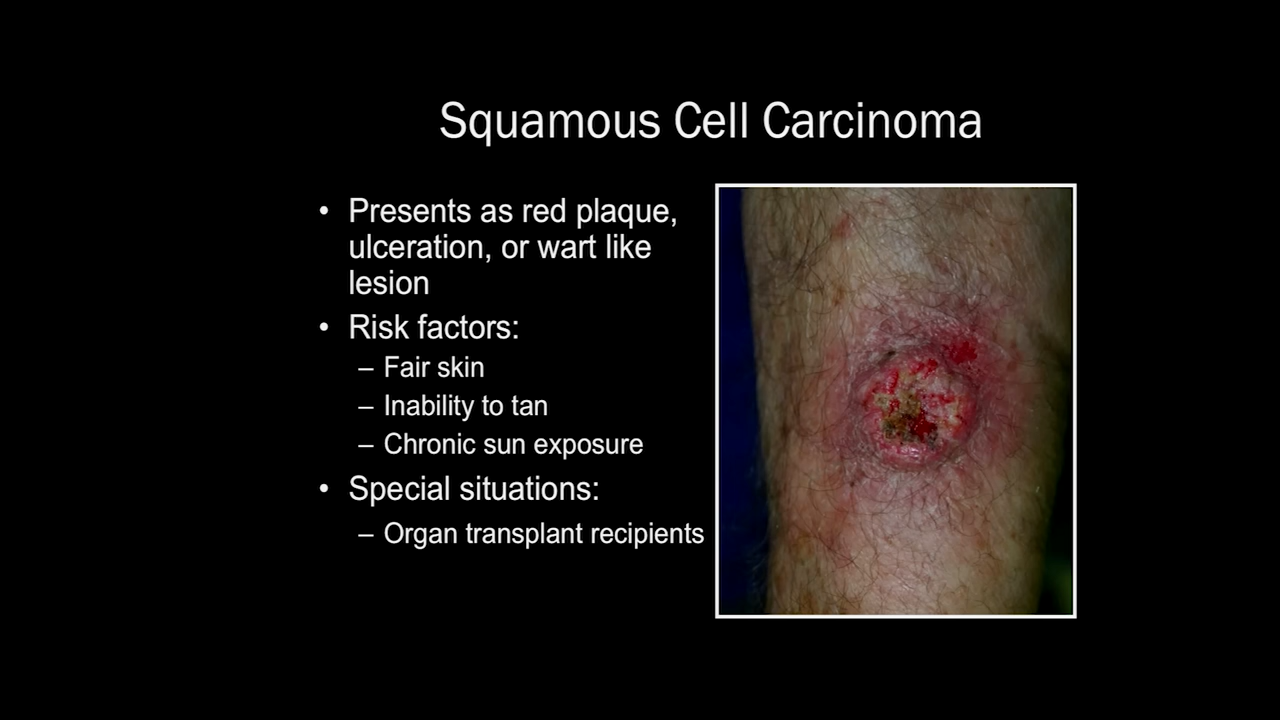 Squamous Cell Carcinoma
• Presents as red plaque,
ulceration, or wart like
lesion
• Risk factors:
– Fair skin
– Inability to tan
– Chronic sun exposure
• Special situations:
– Organ transplant recipients